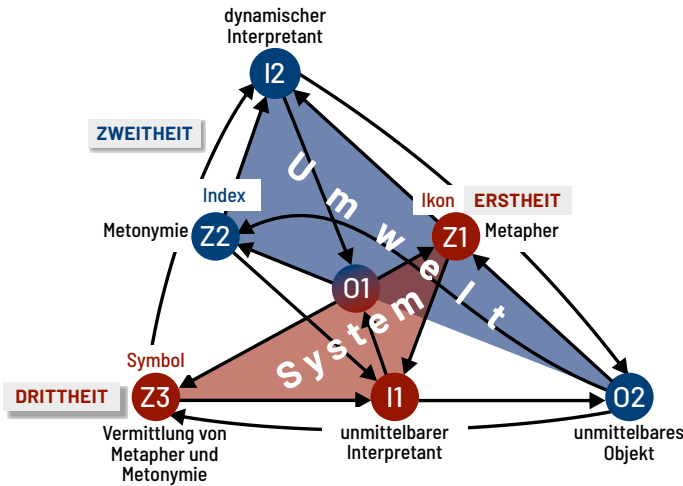 dynamischer
Interpretant
I2
ZWEITHEIT
Umwelt
Index
Ikon
ERSTHEIT
Metonymie
Z2
Z1
Metapher
O1
System
Symbol
DRITTHEIT
Z3
I1
O2
Vermittlung von
Metapher und
Metonymie
unmittelbarer
Interpretant
unmittelbares
Objekt